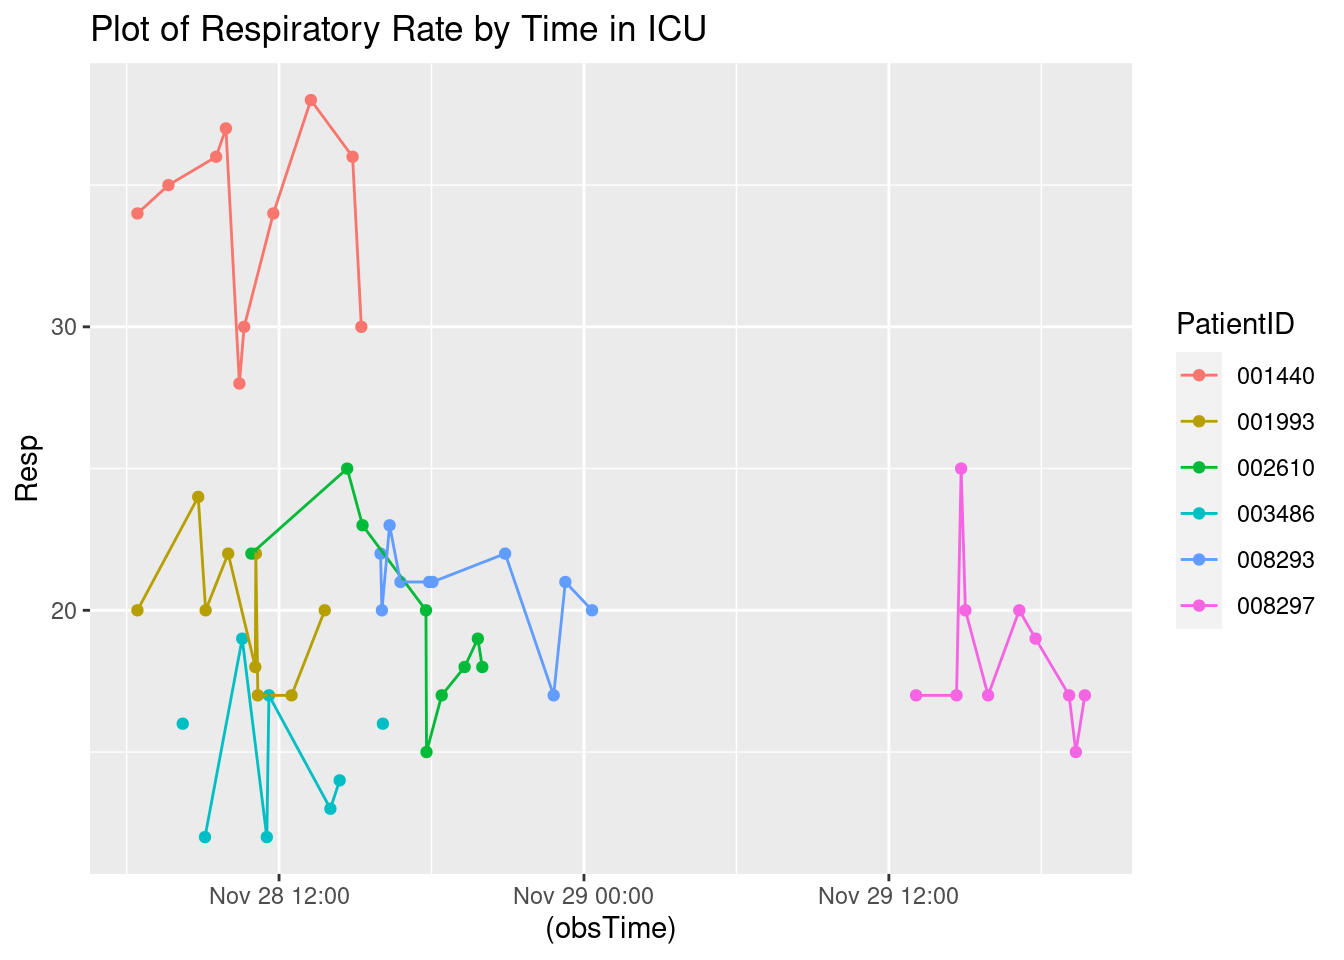 Plot of Respiratory Rate by Time in ICU
Resp
30
20
Nov 28 12:00
Nov 29 00:00
Nov 29 12:00
(obsTime)
PatientID
001440
001993
002610
003486
008293
008297